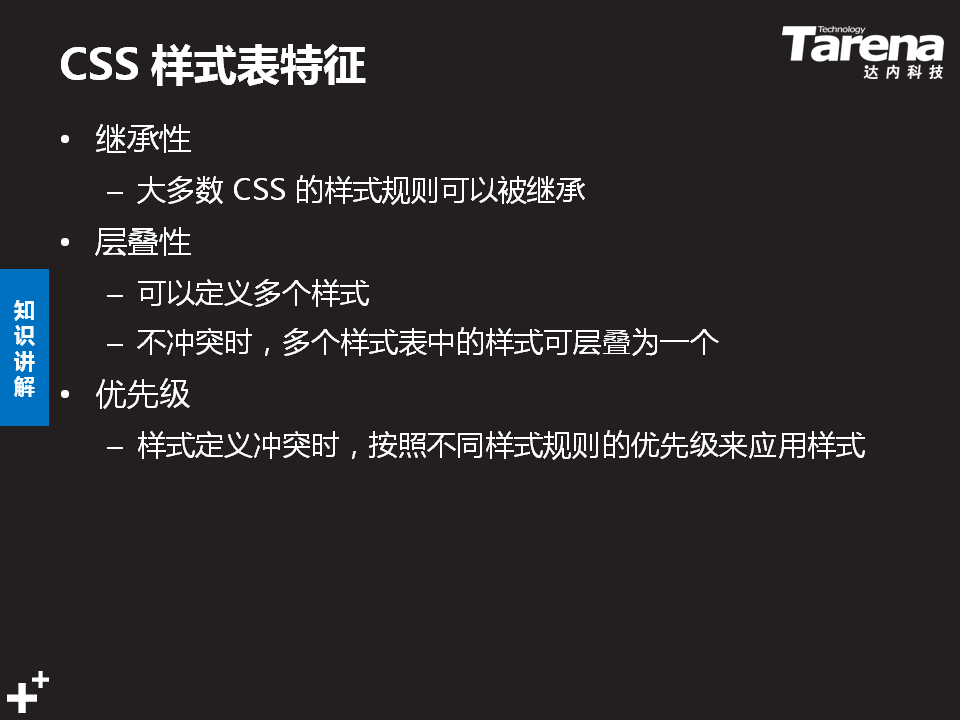 CSS 样式表特征
Technology
Tarena
达内科技
• 继承性
– 大多数 CSS 的样式规则可以被继承
• 层叠性
– 可以定义多个样式
– 不冲突时，多个样式表中的样式可层叠为一个
• 优先级
– 样式定义冲突时，按照不同样式规则的优先级来应用样式
知识讲解